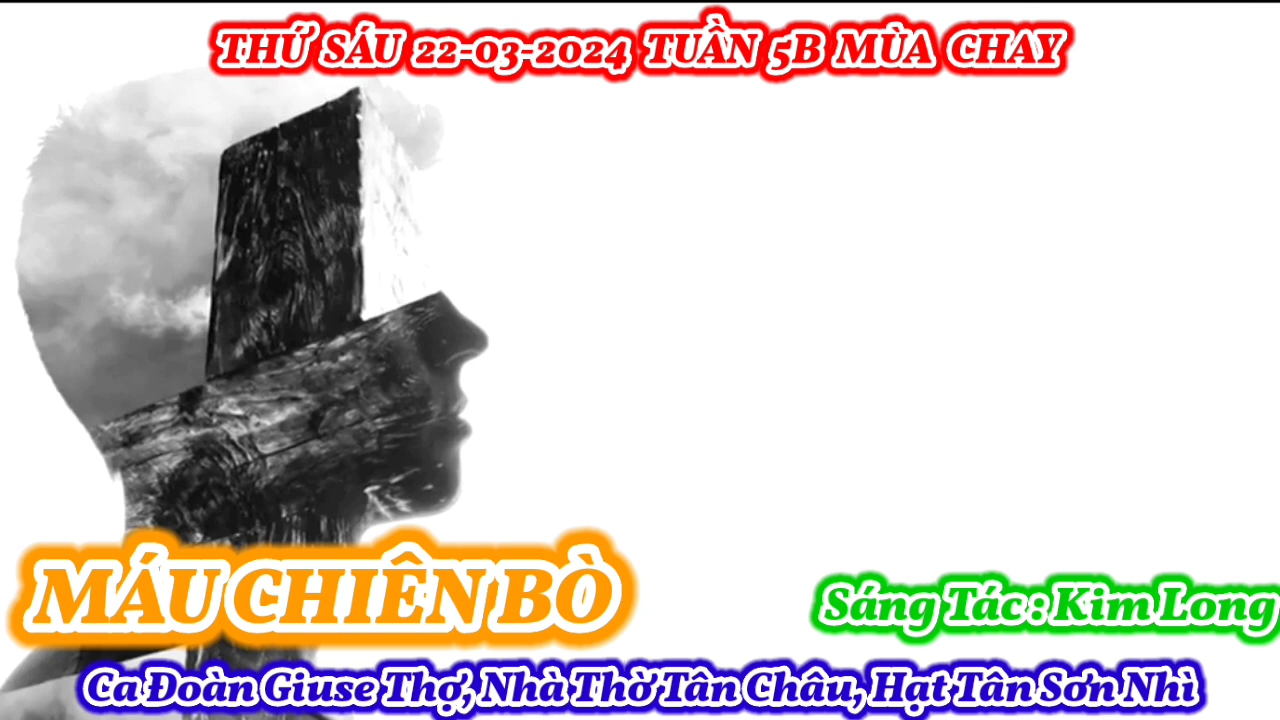 THỨ SÁU 22-03-2024 TUẦN 5B MÙA CHAY
MÁU CHIÊN BÒ
Sáng Tác : Kim Long
Ca Đoàn Giuse Thợ, Nhà Thờ Tân Châu, Hạt Tân Sơn Nhì